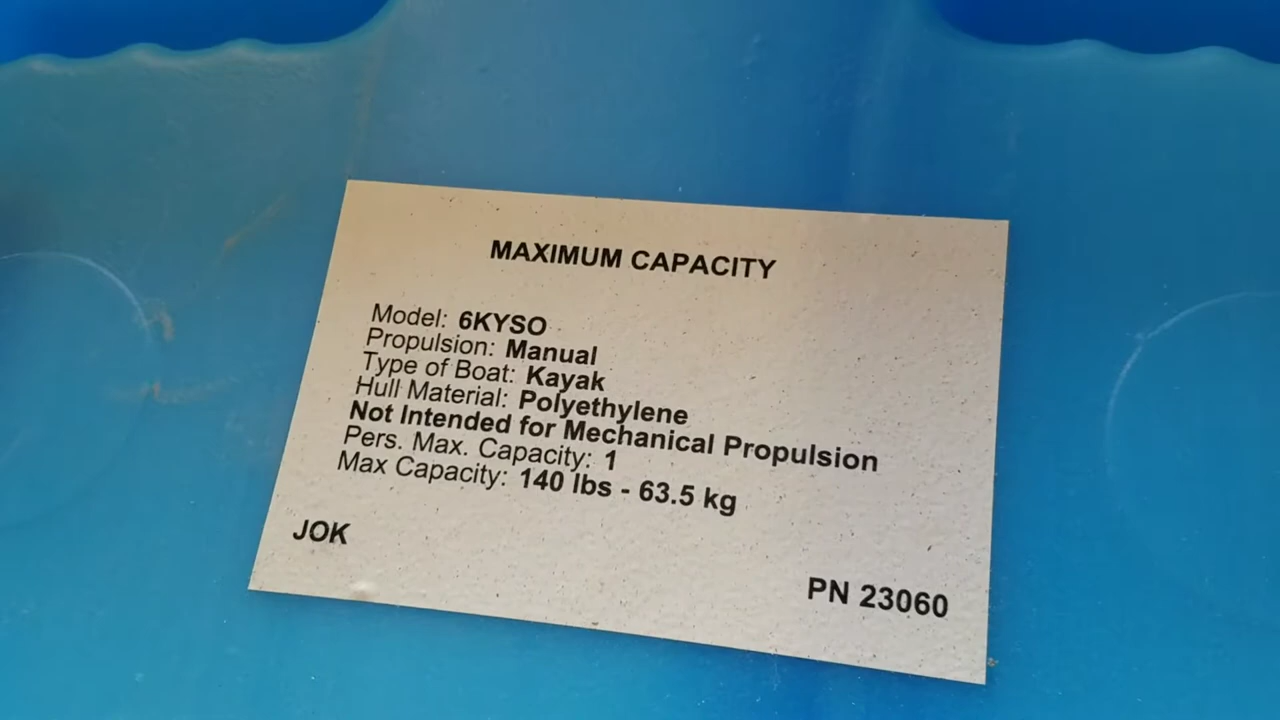 MAXIMUM CAPACITY
Model: 6KYSO
Propulsion: Manual
Type of Boat: Kayak
Hull Material: Polyethylene
Not Intended for Mechanical Propulsion
Pers. Max. Capacity: 1
Max Capacity: 140 lbs - 63.5 kg
JOK
PN 23060